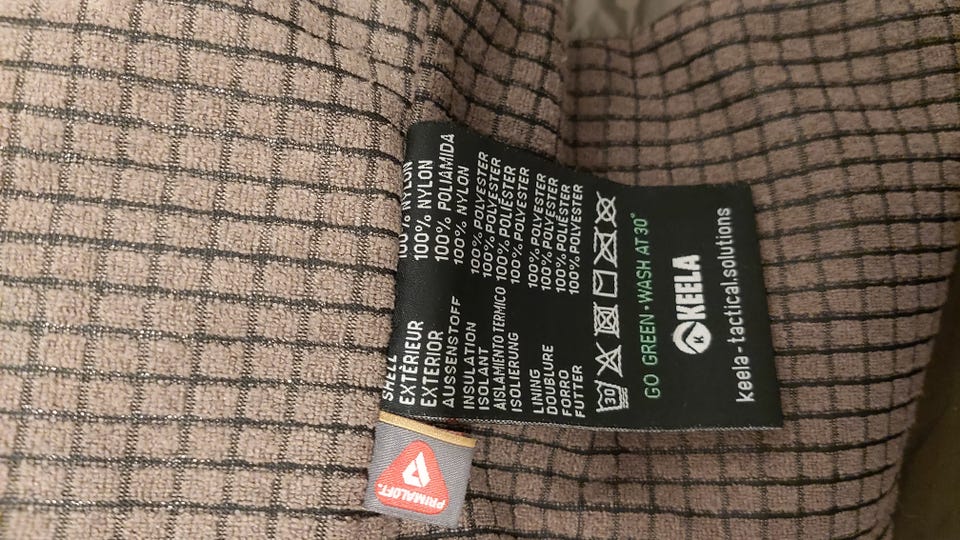 SHELL 100% NYLON
EXTÈRIEUR 100% NYLON
EXTERIOR 100% POLIAMIDA
AUSSENSTOFF 100% NYLON
INSULATION 100% POLYESTER
ISOLANT 100% POLYESTER
AISLAMIENTO TERMICO 100% POLIÉSTER
ISOLIERUNG 100% POLYESTER
LINING 100% POLYESTER
DOUBLURE 100% POLYESTER
FORRO 100% POLIÉSTER
FUTTER 100% POLYESTER
30
GO GREEN • WASH AT 30°
K KEELA
keela-tactical.solutions
PRIMALOFT